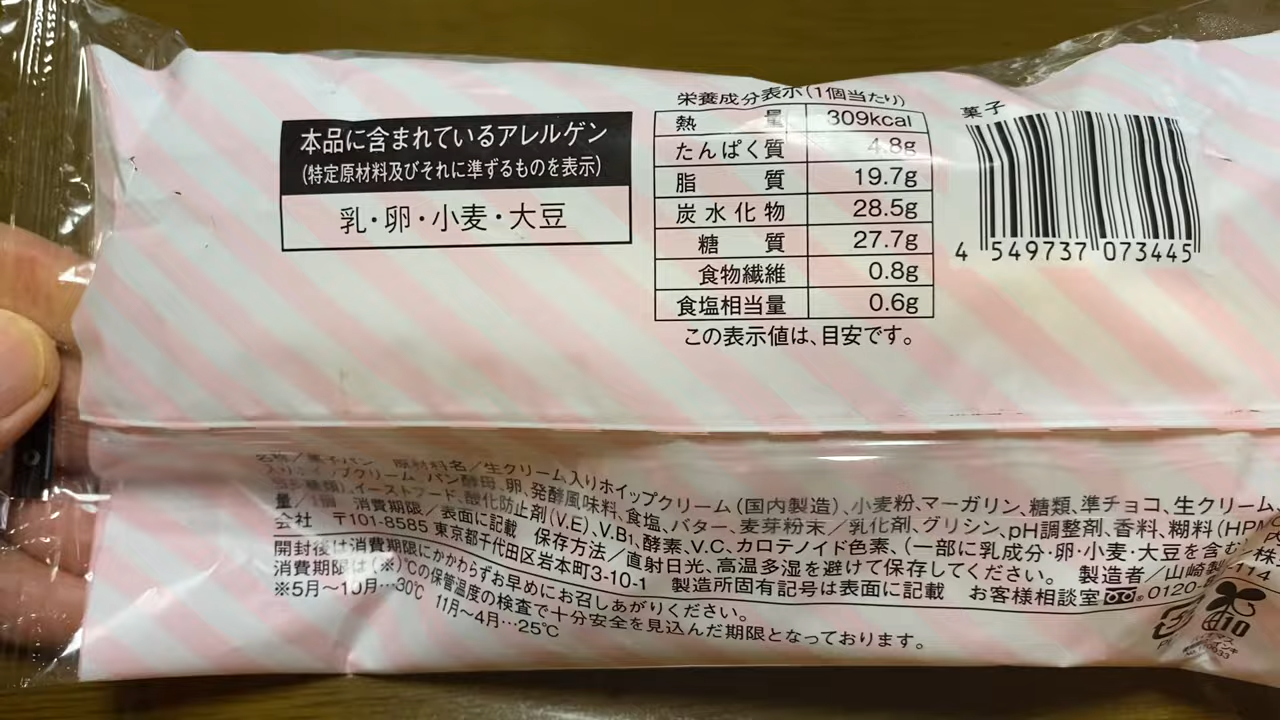 本品に含まれているアレルゲン
(特定原材料及びそれに準ずるものを表示)
乳・卵・小麦・大豆
栄養成分表示(1個当たり)
熱量 309kcal
たんぱく質 4.8g
脂質 19.7g
炭水化物 28.5g
糖質 27.7g
食物繊維 0.8g
食塩相当量 0.6g
この表示値は、目安です。
菓子
4 549737 073445
名称/菓子パン 原材料名/生クリーム入りホイップクリーム(国内製造)、小麦粉、マーガリン、糖類、準チョコ、生クリーム
入りホイップクリーム、パン酵母、卵、発酵風味料、食塩、バター、麦芽粉末/乳化剤、グリシン、pH調整剤、香料、糊料(HPM
イーストフード、酸化防止剤(V.E)、V.B1、酵素、V.C、カロテノイド色素、(一部に乳成分・卵・小麦・大豆を含む)
量/1個 消費期限/表面に記載 保存方法/直射日光、高温多湿を避けて保存してください。 製造者/山崎製 株
会社 〒101-8585 東京都千代田区岩本町3-10-1 製造所固有記号は表面に記載 お客様相談室 0120- 114
開封後は消費期限にかかわらずお早めにお召しあがりください。
消費期限は(※)℃の保管温度の検査で十分安全を見込んだ期限となっております。
※5月〜10月…30℃ 11月〜4月…25℃
10